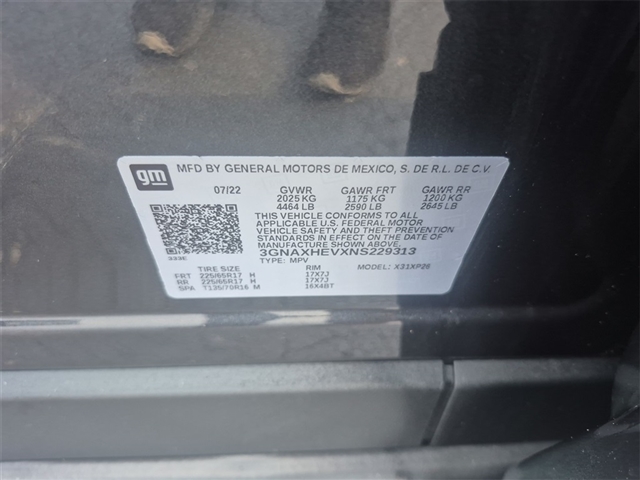 gm MFD BY GENERAL MOTORS DE MEXICO, S. DE R.L. DE C.V.
07/22 GVWR GAWR FRT GAWR RR
2025 KG 1175 KG 1200 KG
4464 LB 2590 LB 2645 LB
THIS VEHICLE CONFORMS TO ALL
APPLICABLE U.S. FEDERAL MOTOR
VEHICLE SAFETY AND THEFT
PREVENTION STANDARDS IN EFFECT ON
THE DATE OF MANUFACTURE
333E
3GNAXHEVXNS229313
TYPE: MPV MODEL: X31XP26
TIRE SIZE RIM
FRT 225/65R17 H 17X7J
RR 225/65R17 H 17X7J
SPA T135/70R16 M 16X4BT